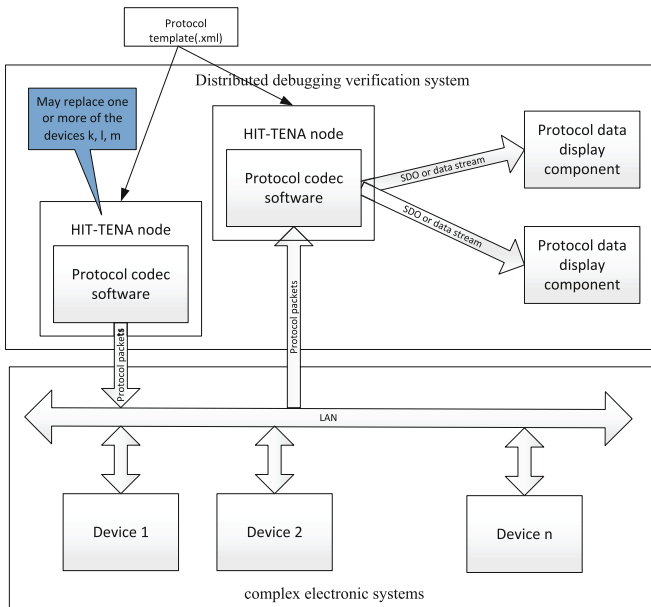 Protocol
template(.xml)
Distributed debugging verification system
May replace one
or more of the
devices k, l, m
HIT-TENA node
Protocol codec
software
HIT-TENA node
Protocol codec
software
SDO or data stream
SDO or data stream
Protocol data
display
component
Protocol data
display
component
Protocol packets
Protocol packets
LAN
Device 1
Device 2
Device n
complex electronic systems